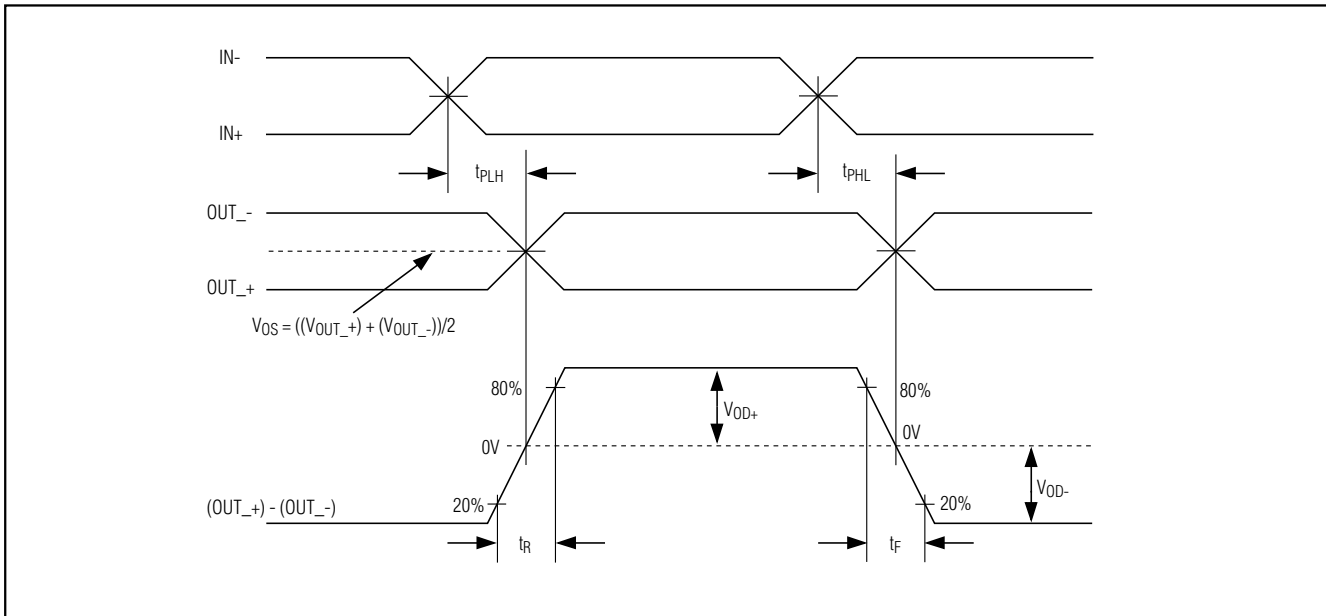 IN-
IN+
tPLH
tPHL
OUT_-
OUT_+
VOS = ((VOUT_+) + (VOUT_-))/2
80%
80%
VOD+
0V
0V
20%
20%
VOD-
(OUT_+) - (OUT_-)
tR
tF